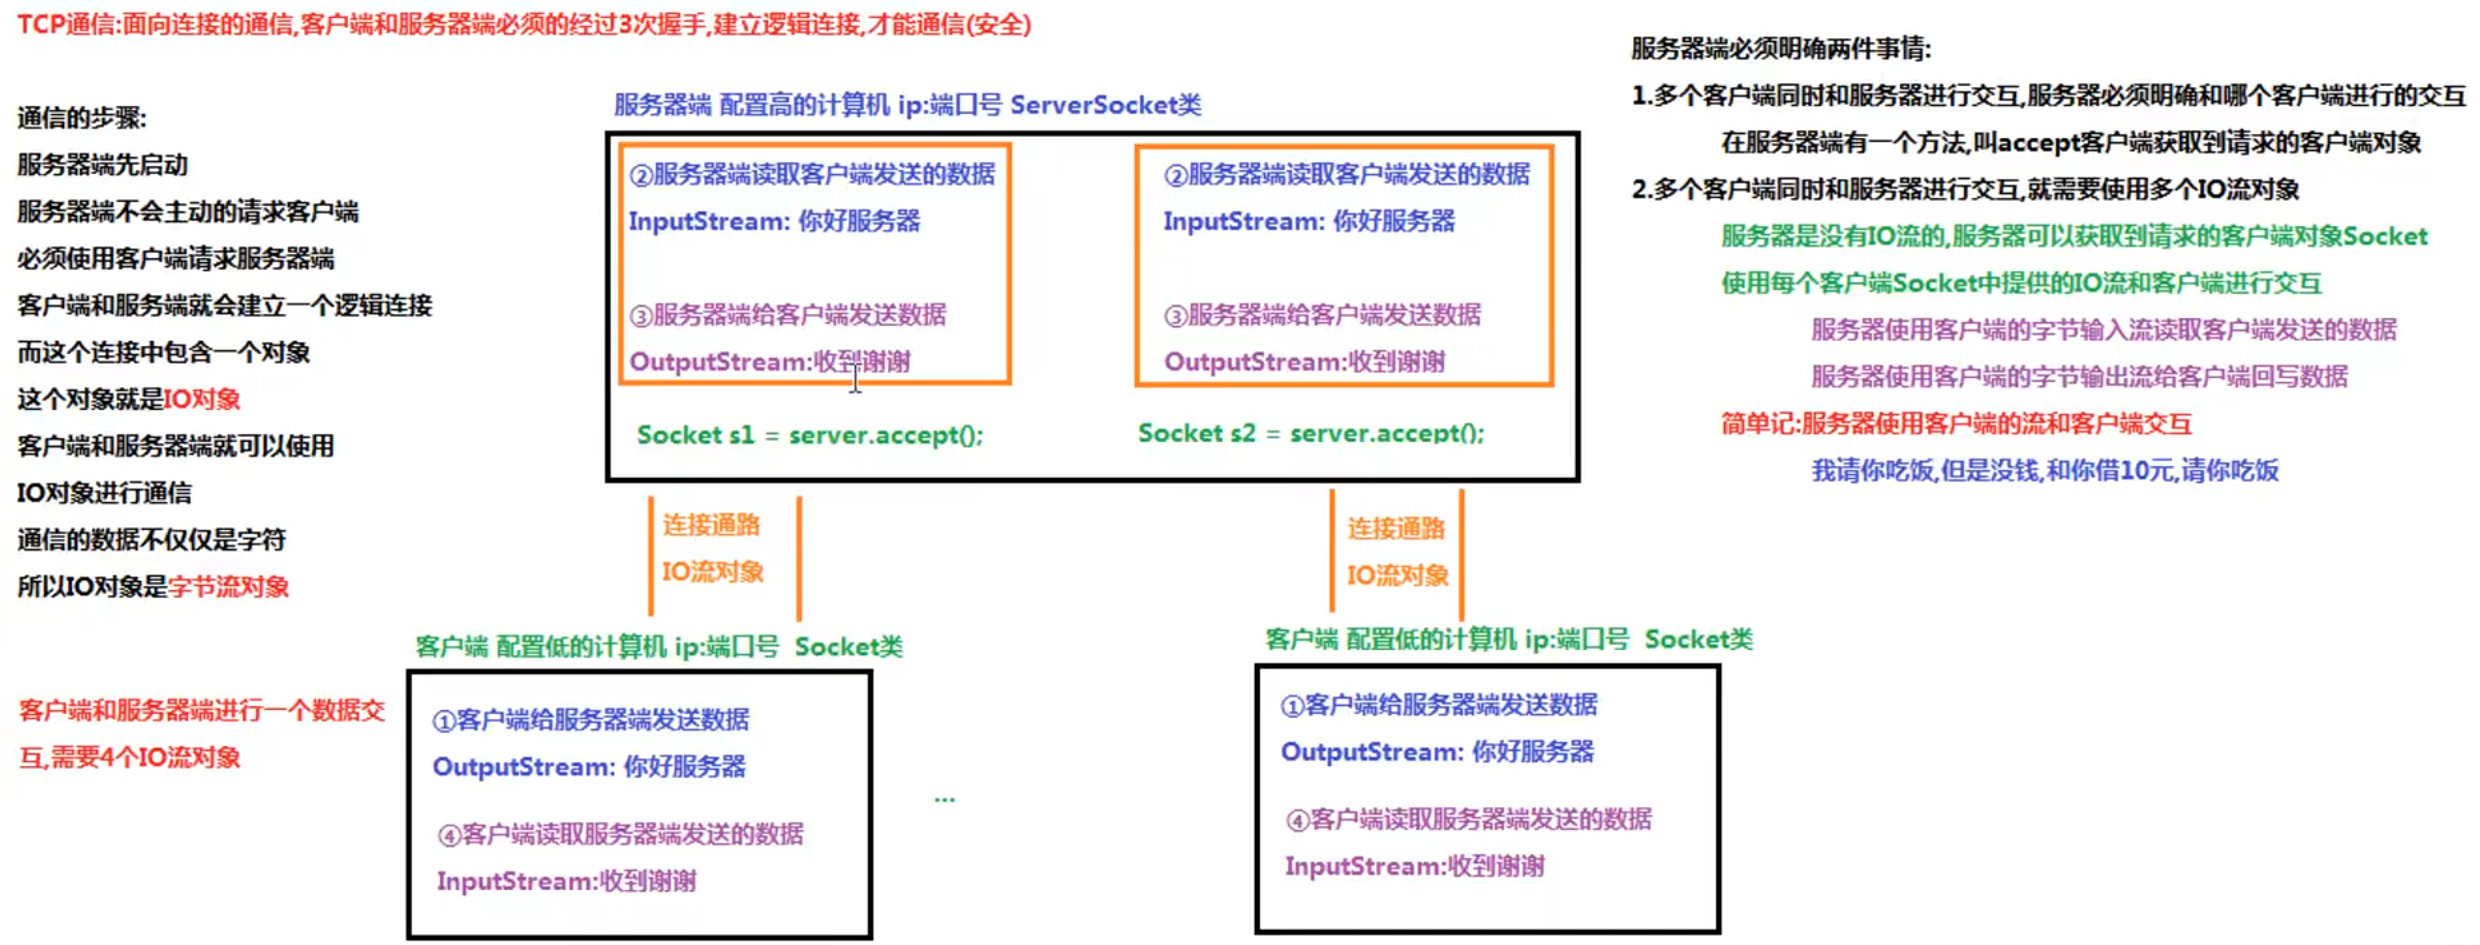 TCP通信:面向连接的通信,客户端和服务器端必须的经过3次握手,建立逻辑连接,才能通信(安全)
通信的步骤:
服务器端先启动
服务器端不会主动的请求客户端
必须使用客户端请求服务器端
客户端和服务端就会建立一个逻辑连接
而这个连接中包含一个对象
这个对象就是IO对象
客户端和服务器端就可以使用
IO对象进行通信
通信的数据不仅仅是字符
所以IO对象是字节流对象
客户端和服务器端进行一个数据交
互,需要4个IO流对象
服务器端 配置高的计算机 ip:端口号 ServerSocket类
②服务器端读取客户端发送的数据
InputStream: 你好服务器
③服务器端给客户端发送数据
OutputStream:收到谢谢
Socket s1 = server.accept();
②服务器端读取客户端发送的数据
InputStream: 你好服务器
③服务器端给客户端发送数据
OutputStream:收到谢谢
Socket s2 = server.accept();
连接通路
IO流对象
连接通路
IO流对象
客户端 配置低的计算机 ip:端口号 Socket类
①客户端给服务器端发送数据
OutputStream: 你好服务器
④客户端读取服务器端发送的数据
InputStream:收到谢谢
...
客户端 配置低的计算机 ip:端口号 Socket类
①客户端给服务器端发送数据
OutputStream: 你好服务器
④客户端读取服务器端发送的数据
InputStream:收到谢谢
服务器端必须明确两件事情:
1.多个客户端同时和服务器进行交互,服务器必须明确和哪个客户端进行的交互
在服务器端有一个方法,叫accept客户端获取到请求的客户端对象
2.多个客户端同时和服务器进行交互,就需要使用多个IO流对象
服务器是没有IO流的,服务器可以获取到请求的客户端对象Socket
使用每个客户端Socket中提供的IO流和客户端进行交互
服务器使用客户端的字节输入流读取客户端发送的数据
服务器使用客户端的字节输出流给客户端回写数据
简单记:服务器使用客户端的流和客户端交互
我请你吃饭,但是没钱,和你借10元,请你吃饭